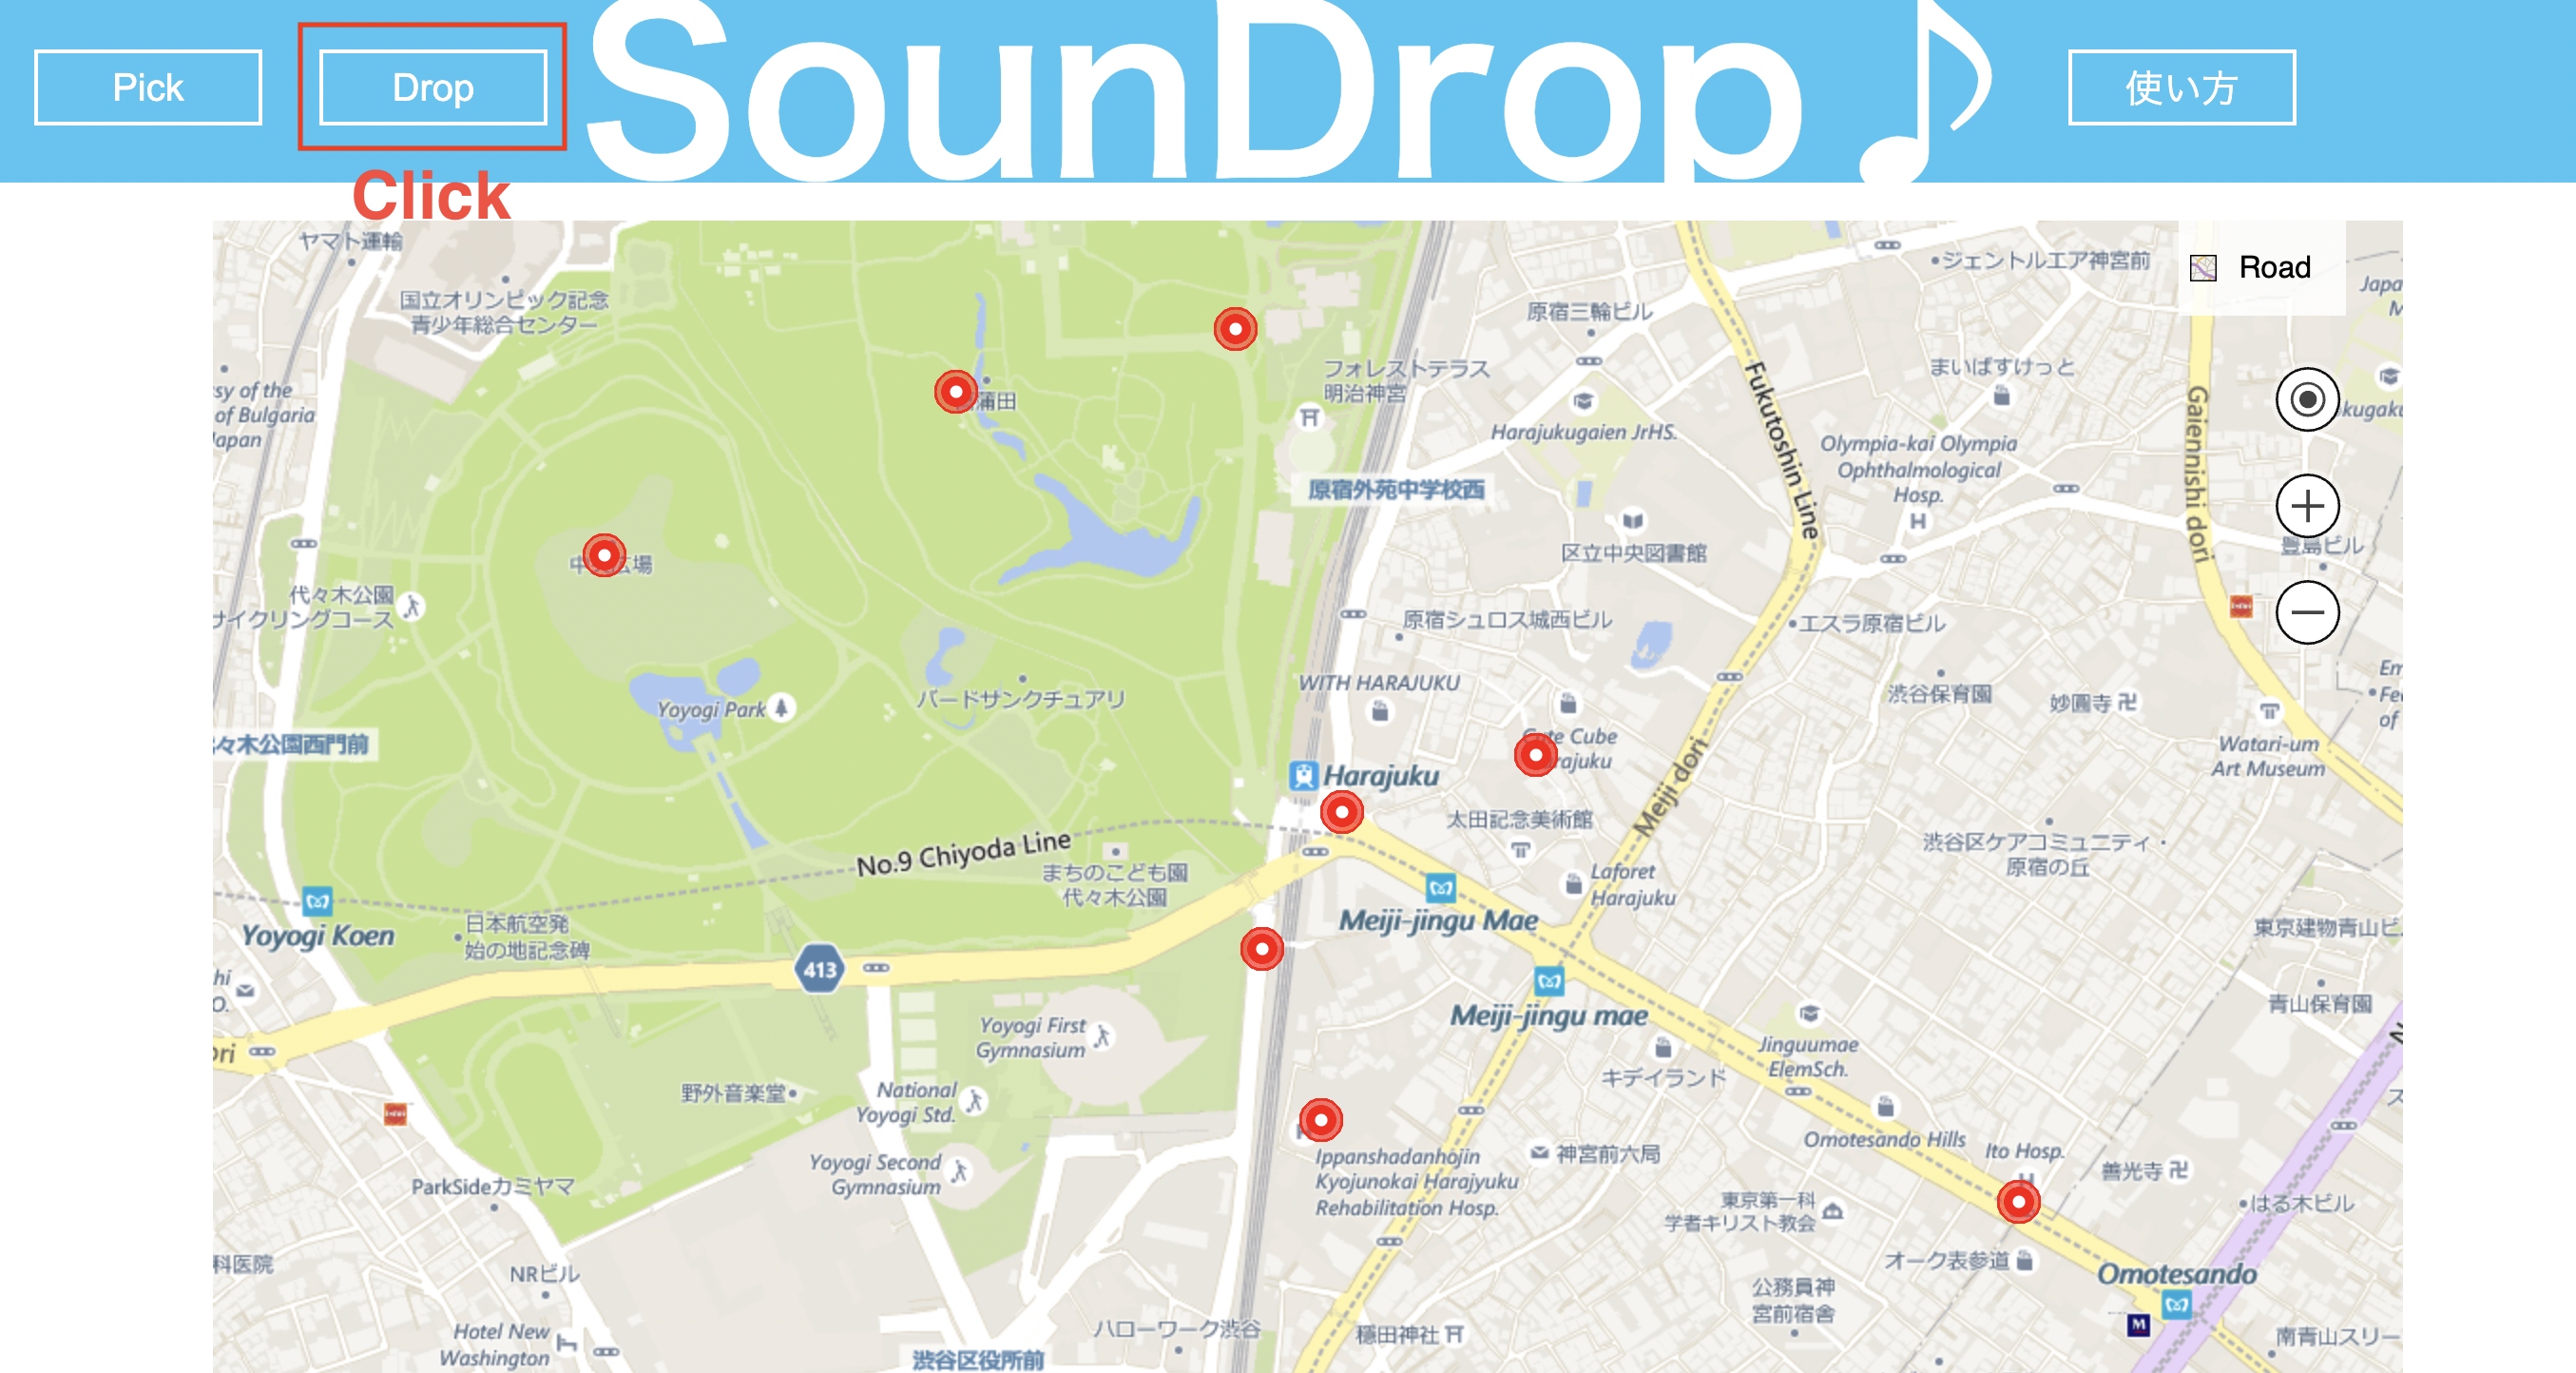 Pick
Drop
SounDrop
使い方
Click
ヤマト運輸
国立オリンピック記念
青少年総合センター
sy of the
of Bulgaria
Japan
代々木公園
サイクリングコース
々木公園西門前
Yoyogi Park
バードサンクチュアリ
フォレストテラス
明治神宮
原宿外苑中学校西
原宿三輪ビル
Harajukugaien JrHS.
Fukutoshin Line
ジェントルエア神宮前
Road
Japa
まいばすけっと
Gaiennishi dori
kugak
Olympia-kai Olympia
Ophthalmological
Hosp.
区立中央図書館
豊島ビル
原宿シュロス城西ビル
エスラ原宿ビル
WITH HARAJUKU
渋谷保育園
妙圓寺
Em
Fe
of
Watari-um
Art Museum
Cube
Harajuku
太田記念美術館
Meiji dori
Laforet
Harajuku
渋谷区ケアコミュニティ・
原宿の丘
No.9 Chiyoda Line
まちのこども園
代々木公園
Yoyogi Koen
日本航空発
始の地記念碑
413
Meiji-jingu Mae
Meiji-jingu mae
東京建物青山ビ
青山保育園
hi
O.
ori
Yoyogi First
Gymnasium
野外音楽堂
National
Yoyogi Std.
Yoyogi Second
Gymnasium
キデイランド
Jinguumae
ElemSch.
Omotesando Hills
Ito Hosp.
善光寺
Ippanshadanhojin
Kyojunokai Harajyuku
Rehabilitation Hosp.
神宮前六局
東京第一科
学者キリスト教会
はる木ビル
ParkSideカミヤマ
科医院
NRビル
オーク表参道
Omotesando
公務員神
宮前宿舎
Hotel New
Washington
ハローワーク渋谷
渋谷区役所前
穏田神社
M
南青山スリー